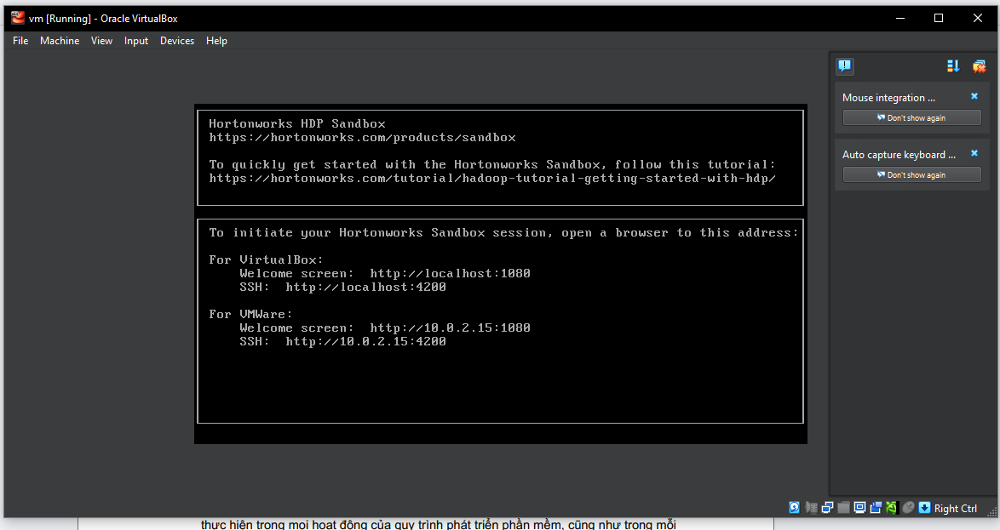 vm [Running] - Oracle VirtualBox
File Machine View Input Devices Help
Hortonworks HDP Sandbox
https://hortonworks.com/products/sandbox
To quickly get started with the Hortonworks Sandbox, follow this tutorial:
https://hortonworks.com/tutorial/hadoop-tutorial-getting-started-with-hdp/
To initiate your Hortonworks Sandbox session, open a browser to this address:
For VirtualBox:
Welcome screen: http://localhost:1080
SSH: http://localhost:4200
For VMWare:
Welcome screen: http://10.0.2.15:1080
SSH: http://10.0.2.15:4200
Mouse integration ...
Don't show again
Auto capture keyboard ...
Don't show again
Right Ctrl
thực hiện trong mọi hoạt động của quy trình phát triển phần mềm, cũng như trong mỗi